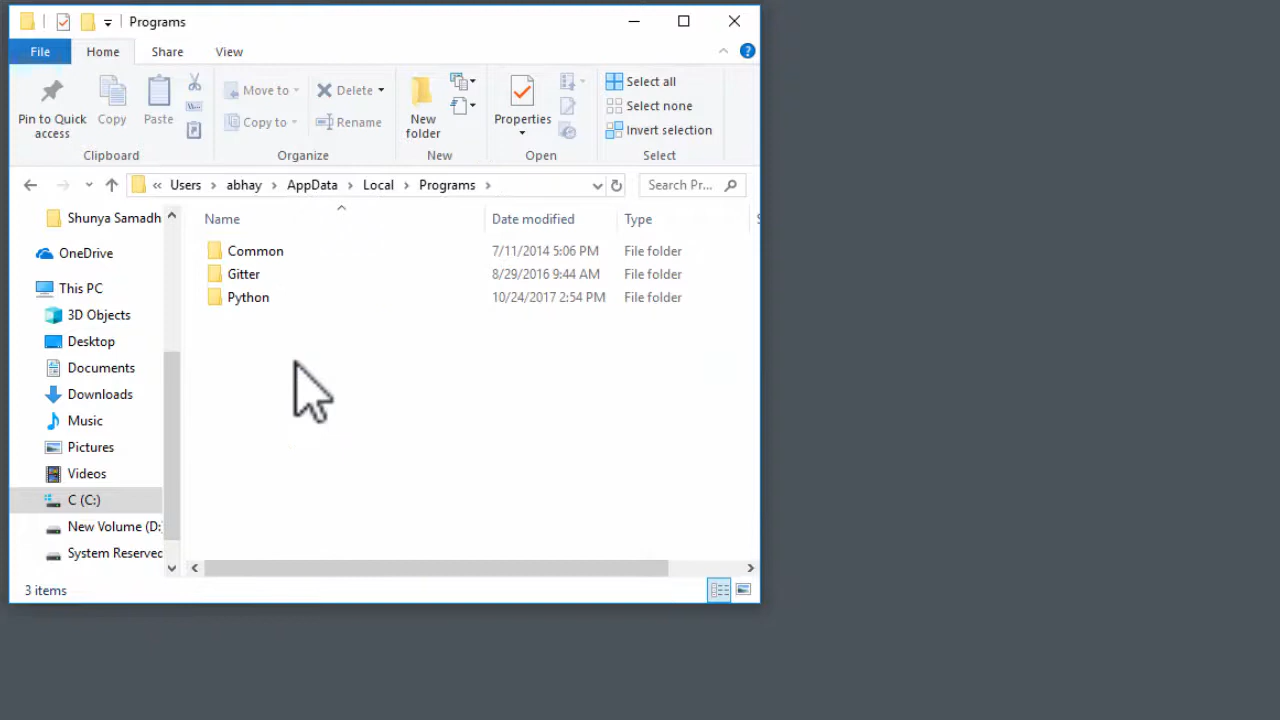 Programs
File Home Share View
Pin to Quick access
Copy
Paste
Clipboard
Move to
Copy to
Delete
Rename
Organize
New folder
New
Properties
Open
Select all
Select none
Invert selection
Select
« Users > abhay > AppData > Local > Programs >
Search Pr...
Shunya Samadh
OneDrive
This PC
3D Objects
Desktop
Documents
Downloads
Music
Pictures
Videos
C (C:)
New Volume (D:
System Reserved
Name Date modified Type
Common 7/11/2014 5:06 PM File folder
Gitter 8/29/2016 9:44 AM File folder
Python 10/24/2017 2:54 PM File folder
3 items